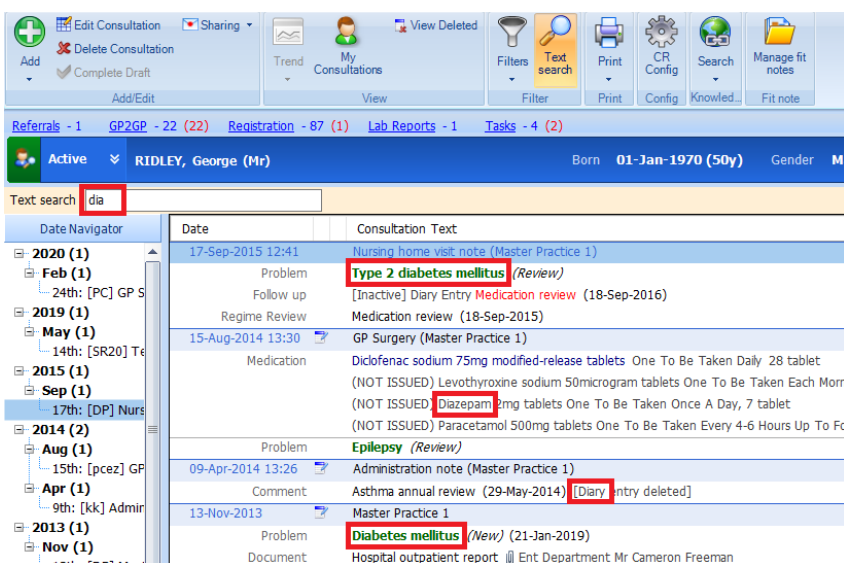 Edit Consultation
Delete Consultation
Complete Draft
Add
Add/Edit
Sharing
Trend
My Consultations
View Deleted
View
Filters
Text search
Filter
Print
Print
CR Config
Config
Search
Knowled...
Manage fit notes
Fit note
Referrals - 1 GP2GP - 22 (22) Registration - 87 (1) Lab Reports - 1 Tasks - 4 (2)
Active RIDLEY, George (Mr) Born 01-Jan-1970 (50y) Gender
Text search dia
Date Navigator
2020 (1)
Feb (1)
24th: [PC] GP S
2019 (1)
May (1)
14th: [SR20] Te
2015 (1)
Sep (1)
17th: [DP] Nurs
2014 (2)
Aug (1)
15th: [pcez] GP
Apr (1)
9th: [kk] Admir
2013 (1)
Nov (1)
Date Consultation Text
17-Sep-2015 12:41 Nursing home visit note (Master Practice 1)
Problem Type 2 diabetes mellitus (Review)
Follow up [Inactive] Diary Entry Medication review (18-Sep-2016)
Regime Review Medication review (18-Sep-2015)
15-Aug-2014 13:30 GP Surgery (Master Practice 1)
Medication Diclofenac sodium 75mg modified-release tablets One To Be Taken Daily 28 tablet
(NOT ISSUED) Levothyroxine sodium 50microgram tablets One To Be Taken Each Morn
(NOT ISSUED) Diazepam 2mg tablets One To Be Taken Once A Day, 7 tablet
(NOT ISSUED) Paracetamol 500mg tablets One To Be Taken Every 4-6 Hours Up To Fo
Problem Epilepsy (Review)
09-Apr-2014 13:26 Administration note (Master Practice 1)
Comment Asthma annual review (29-May-2014) [Diary entry deleted]
13-Nov-2013 Master Practice 1
Problem Diabetes mellitus (New) (21-Jan-2019)
Document Hospital outpatient report Ent Department Mr Cameron Freeman